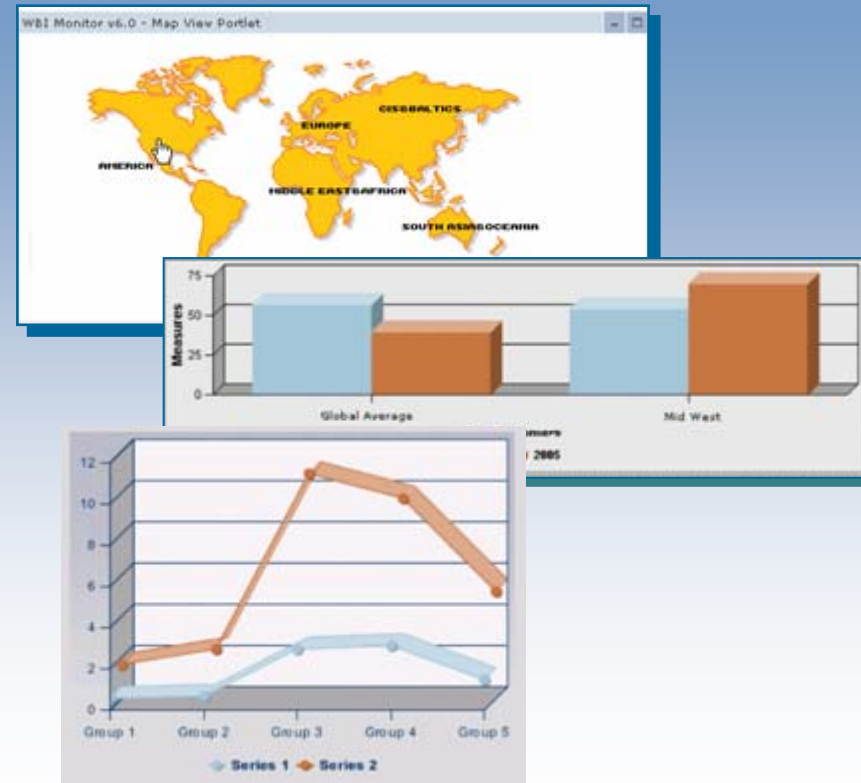 WBI Monitor v6.0 - Map View Portlet
CIS&BALTICS
EUROPE
AMERICA
MIDDLE EAST&AFRICA
SOUTH ASIA&OCEANIA
75
50
25
0
Measures
Global Average
Mid West
2005
12
10
8
6
4
2
0
Group 1
Group 2
Group 3
Group 4
Group 5
Series 1
Series 2